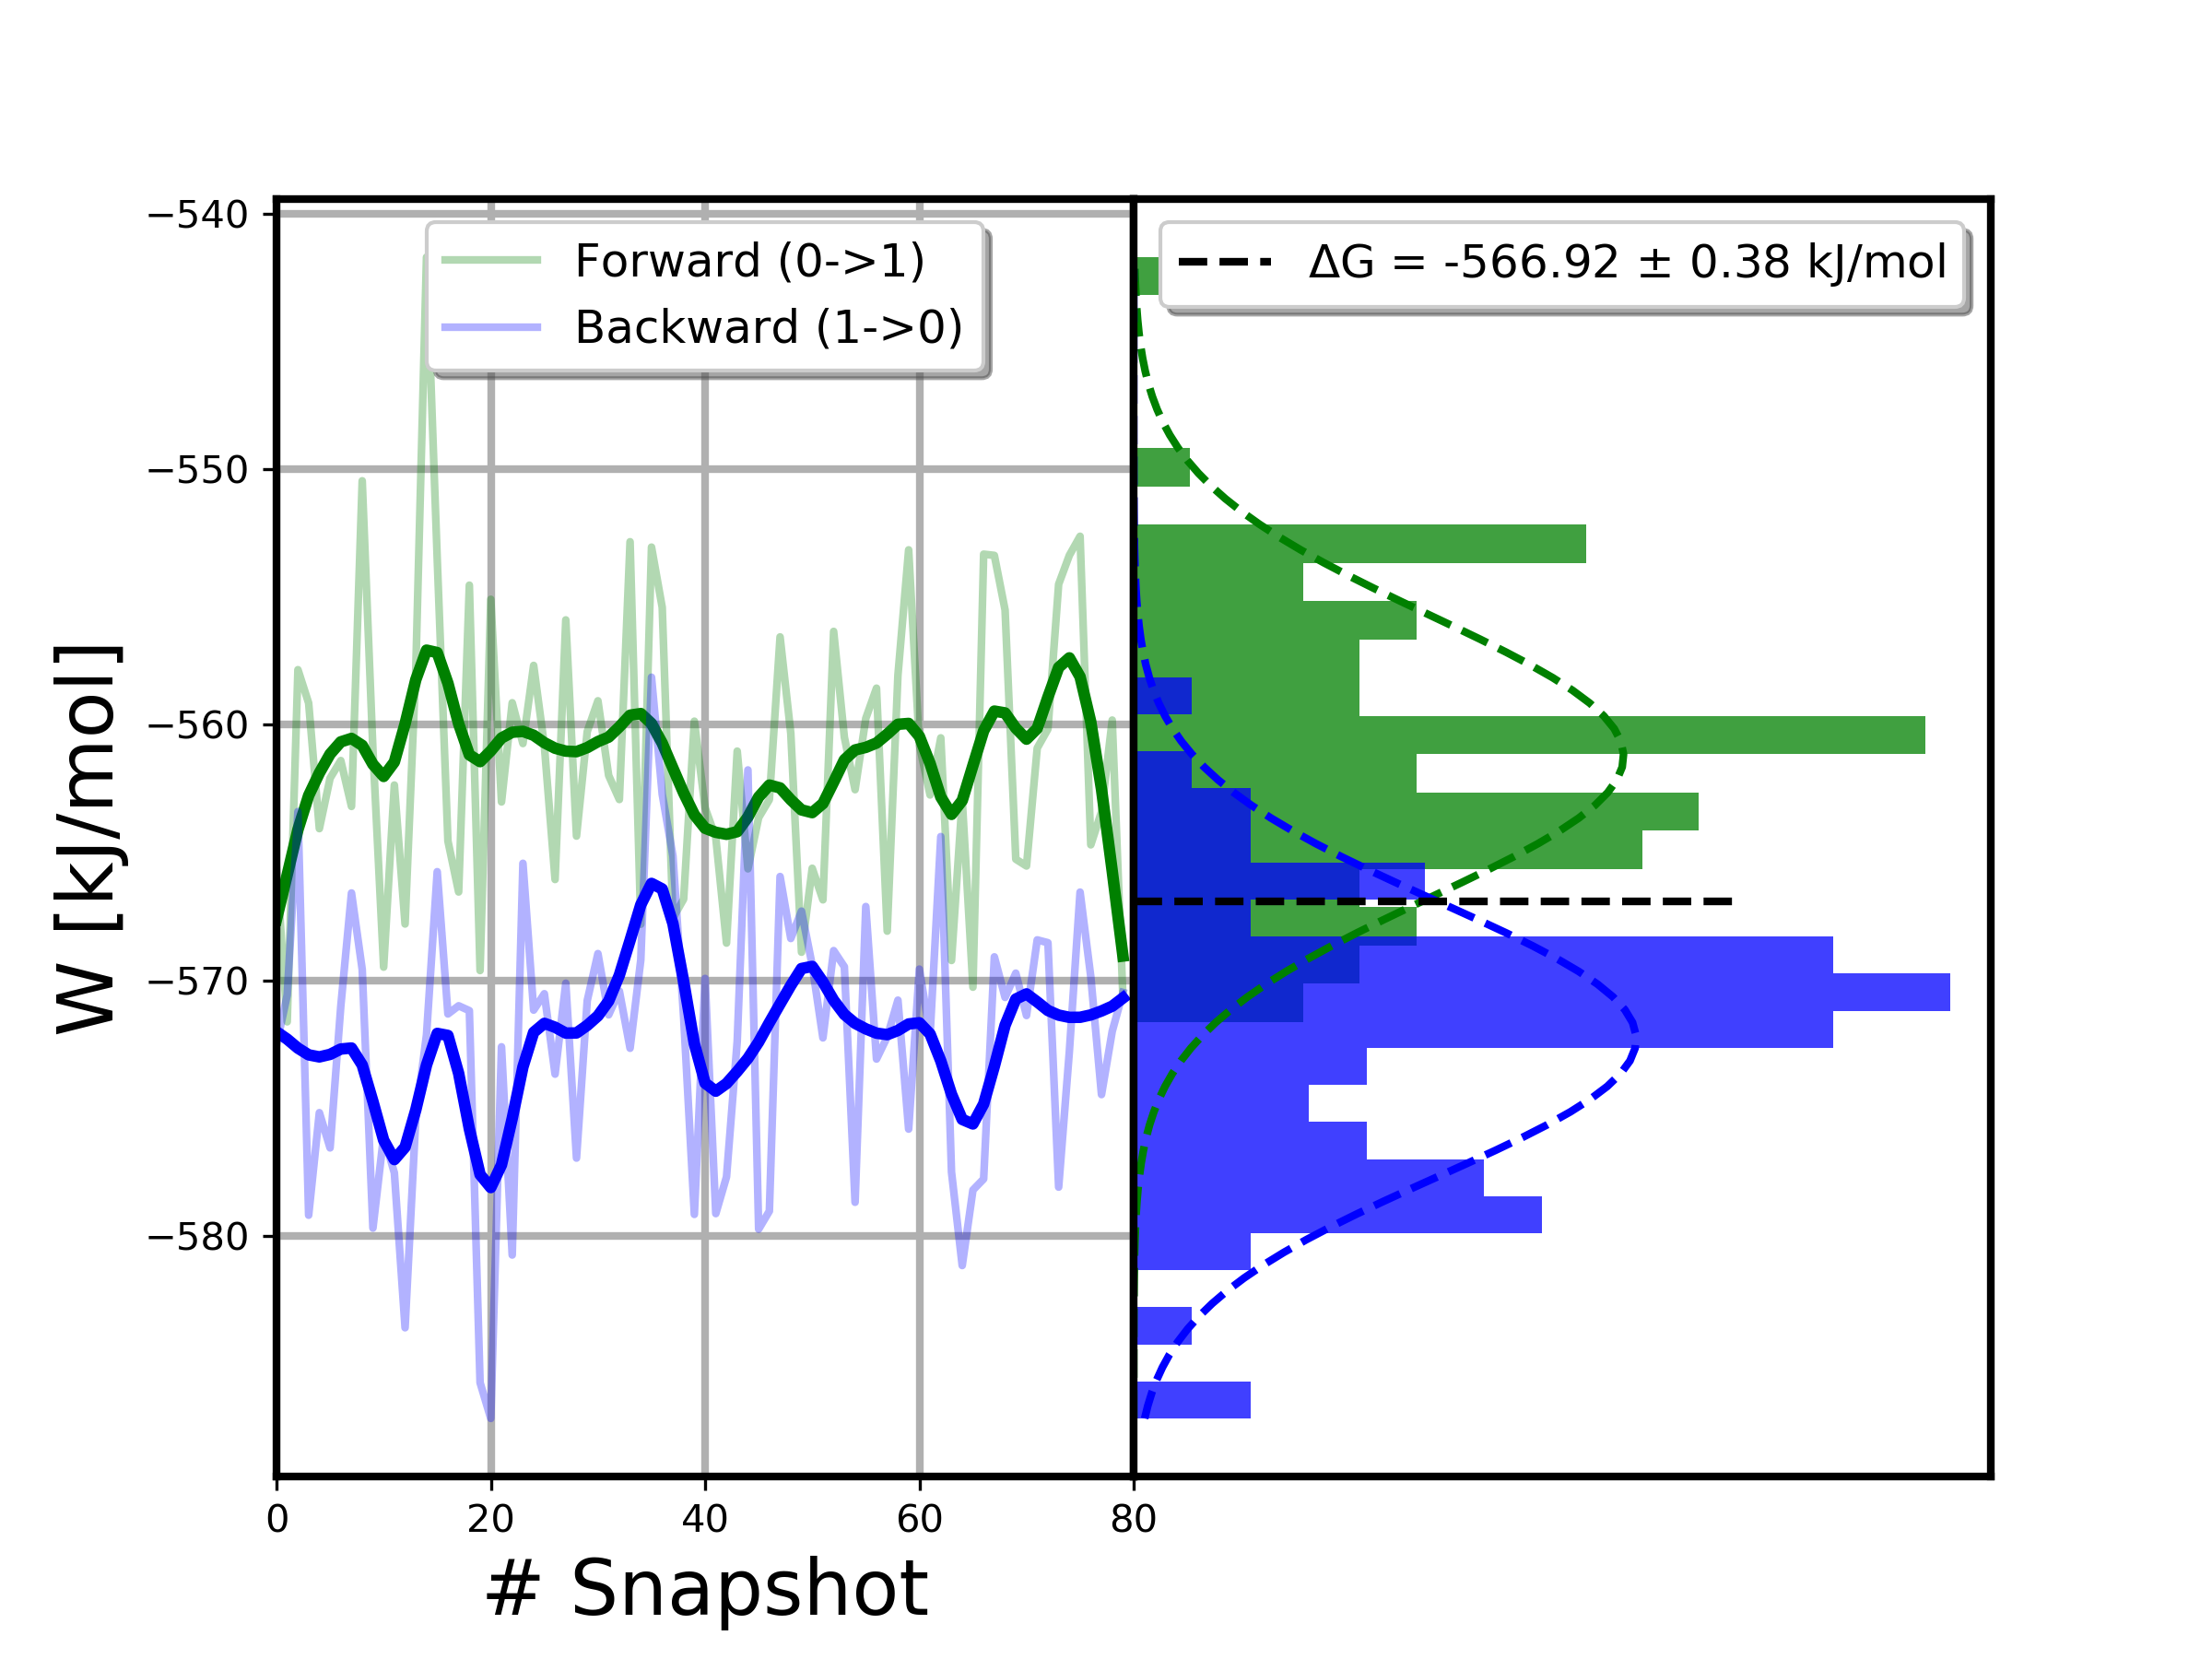 Forward (0->1)
Backward (1->0)
ΔG = -566.92 ± 0.38 kJ/mol
W [kJ/mol]
−540
−550
−560
−570
−580
0 20 40 60 80
# Snapshot